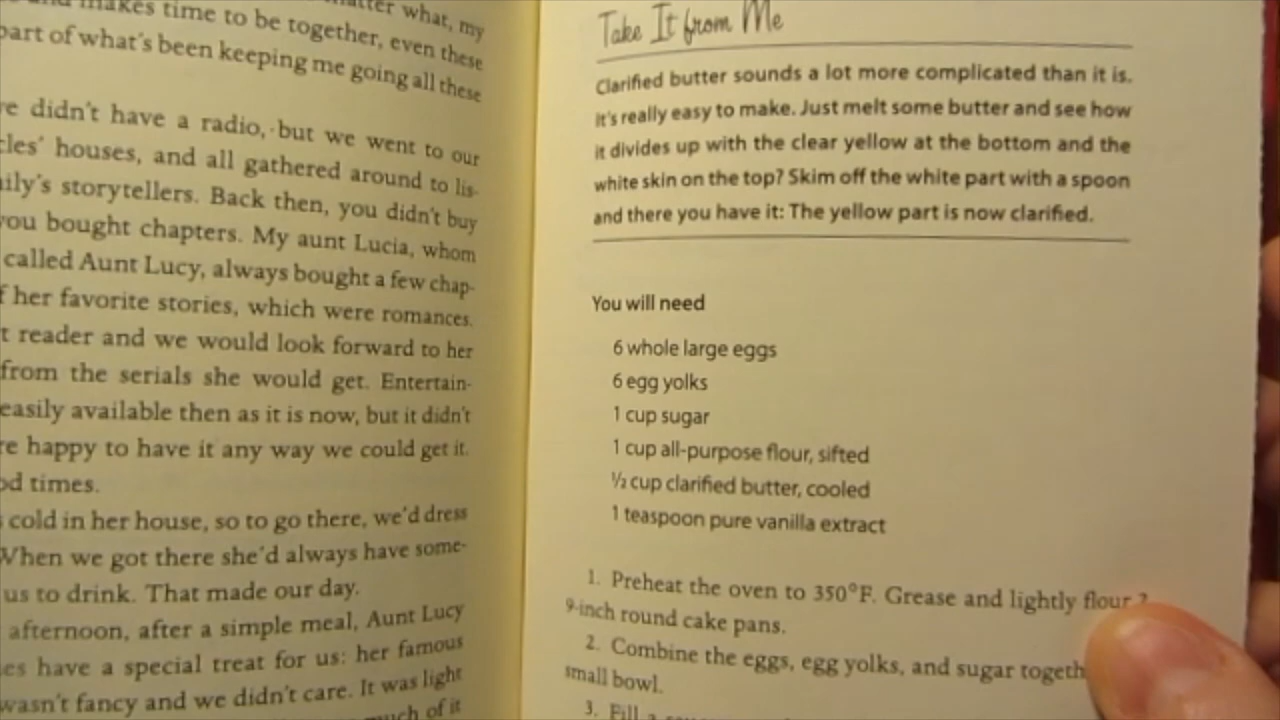 matter what, my
makes time to be together, even these
part of what's been keeping me going all these
we didn't have a radio, but we went to our
cles' houses, and all gathered around to lis-
ily's storytellers. Back then, you didn't buy
you bought chapters. My aunt Lucia, whom
called Aunt Lucy, always bought a few chap-
f her favorite stories, which were romances.
t reader and we would look forward to her
from the serials she would get. Entertain-
easily available then as it is now, but it didn't
re happy to have it any way we could get it.
od times.
s cold in her house, so to go there, we'd dress
When we got there she'd always have some-
us to drink. That made our day.
afternoon, after a simple meal, Aunt Lucy
es have a special treat for us: her famous
wasn't fancy and we didn't care. It was light
much of it
Take It from Me
Clarified butter sounds a lot more complicated than it is.
It's really easy to make. Just melt some butter and see how
it divides up with the clear yellow at the bottom and the
white skin on the top? Skim off the white part with a spoon
and there you have it: The yellow part is now clarified.
You will need
6 whole large eggs
6 egg yolks
1 cup sugar
1 cup all-purpose flour, sifted
½ cup clarified butter, cooled
1 teaspoon pure vanilla extract
1. Preheat the oven to 350°F. Grease and lightly flour
9-inch round cake pans.
2. Combine the eggs, egg yolks, and sugar togeth
small bowl.
3. Fill a